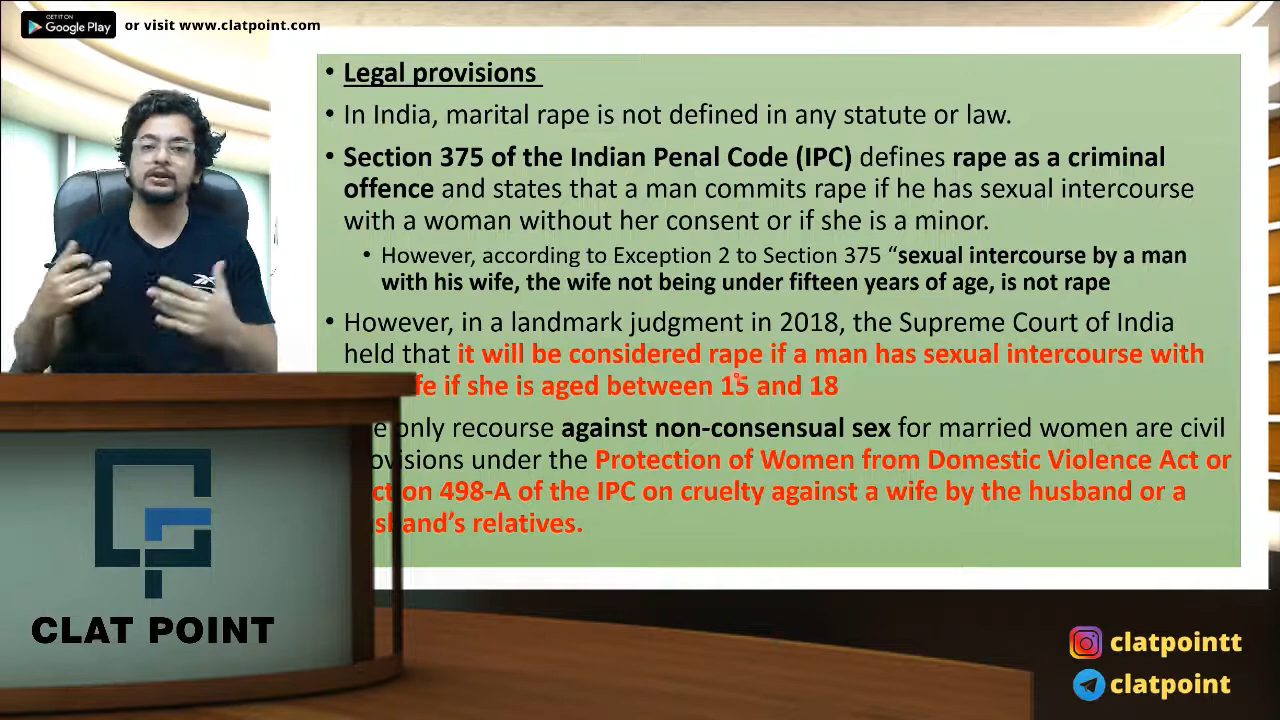 GET IT ON
Google Play
or visit www.clatpoint.com
• Legal provisions
• In India, marital rape is not defined in any statute or law.
• Section 375 of the Indian Penal Code (IPC) defines rape as a criminal
offence and states that a man commits rape if he has sexual intercourse
with a woman without her consent or if she is a minor.
• However, according to Exception 2 to Section 375 “sexual intercourse by a man
with his wife, the wife not being under fifteen years of age, is not rape
• However, in a landmark judgment in 2018, the Supreme Court of India
held that it will be considered rape if a man has sexual intercourse with
fe if she is aged between 15 and 18
e only recourse against non-consensual sex for married women are civil
ovisions under the Protection of Women from Domestic Violence Act or
ction 498-A of the IPC on cruelty against a wife by the husband or a
sband’s relatives.
CLAT POINT
clatpointt
clatpoint